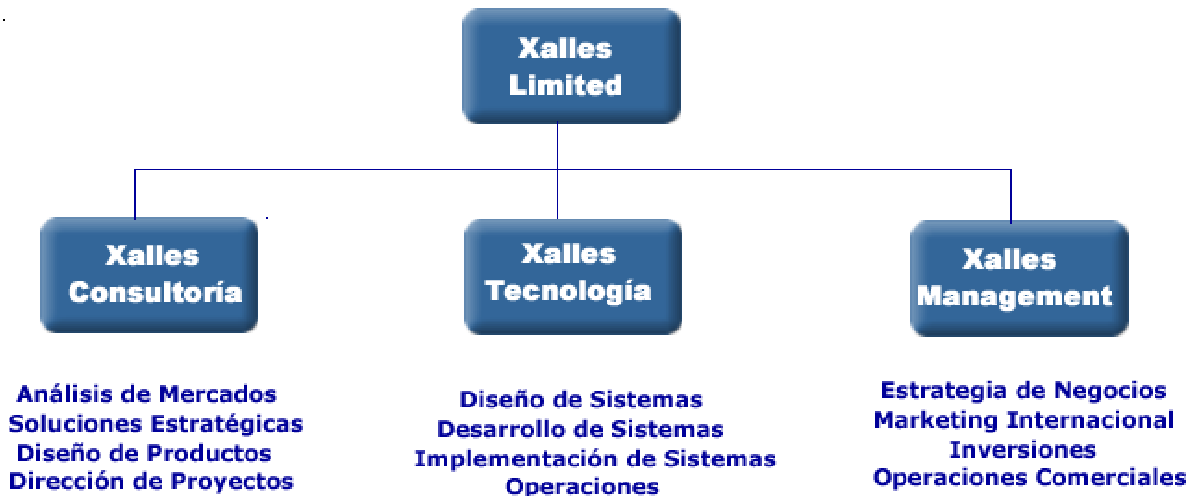 Xalles
Limited
Xalles
Consultoría
Xalles
Tecnología
Xalles
Management
Análisis de Mercados
Soluciones Estratégicas
Diseño de Productos
Dirección de Proyectos
Diseño de Sistemas
Desarrollo de Sistemas
Implementación de Sistemas
Operaciones
Estrategia de Negocios
Marketing Internacional
Inversiones
Operaciones Comerciales